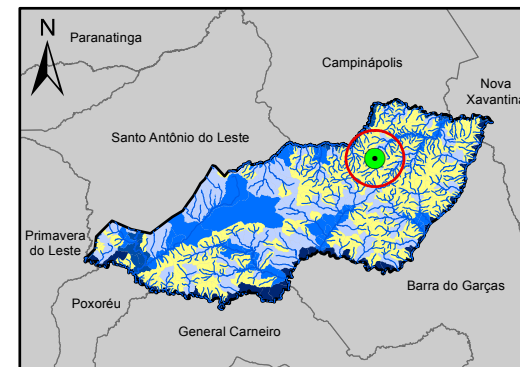 N
Paranatinga
Campinápolis
Nova
Xavantina
Santo Antônio do Leste
Primavera
do Leste
Barra do Garças
Poxoréu
General Carneiro